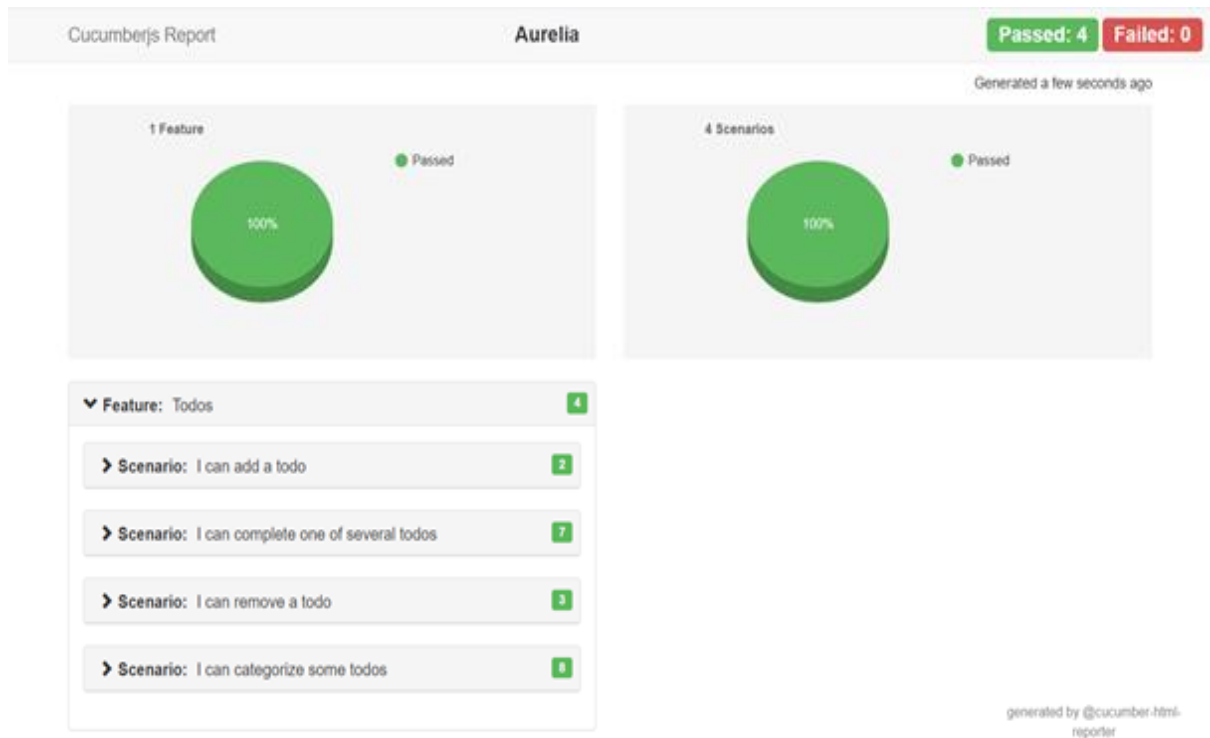 Cucumberjs Report
Aurelia
Passed: 4
Failed: 0
Generated a few seconds ago
1 Feature
Passed
100%
4 Scenarios
Passed
100%
Feature: Todos
4
Scenario: I can add a todo
2
Scenario: I can complete one of several todos
7
Scenario: I can remove a todo
3
Scenario: I can categorize some todos
8
generated by @cucumber-html-
reporter